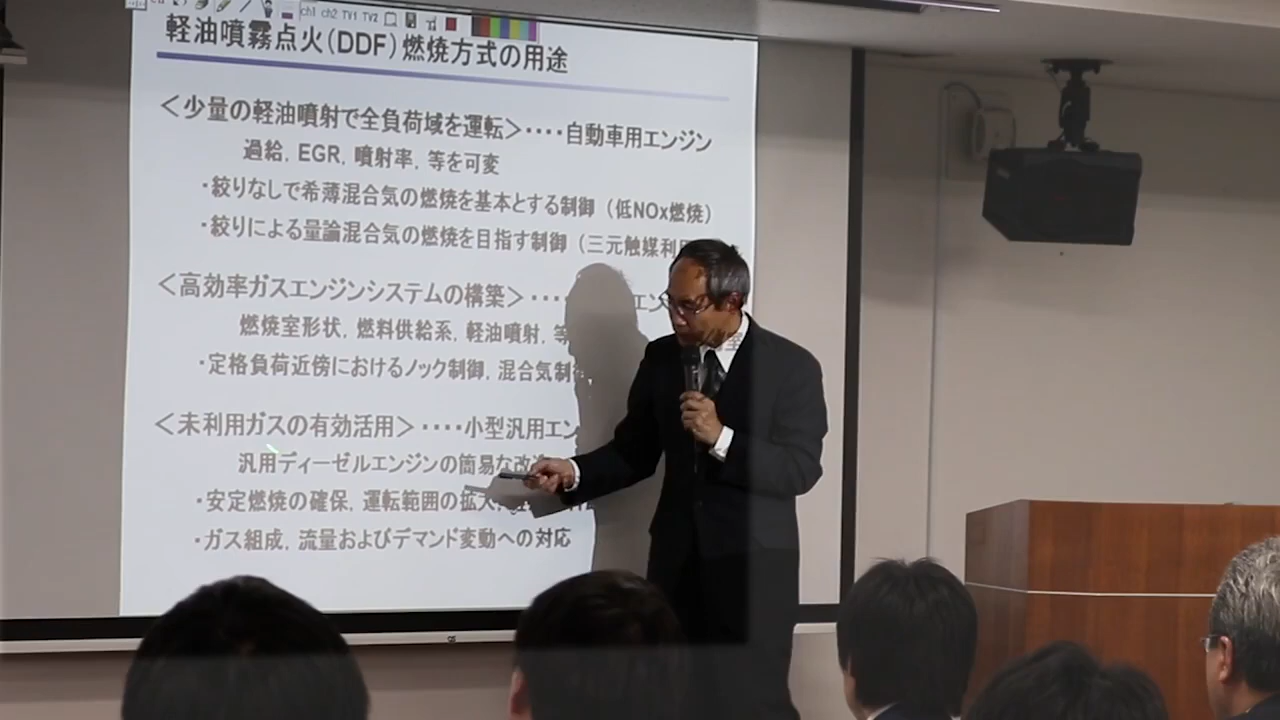 ch1 ch2 TV1 TV2
軽油噴霧点火(DDF)燃焼方式の用途
＜少量の軽油噴射で全負荷域を運転＞････自動車用エンジン
過給, EGR, 噴射率, 等を可変
・絞りなしで希薄混合気の燃焼を基本とする制御（低NOx燃焼）
・絞りによる量論混合気の燃焼を目指す制御（三元触媒利
＜高効率ガスエンジンシステムの構築＞････ エン
燃焼室形状, 燃料供給系, 軽油噴射, 等
・定格負荷近傍におけるノック制御, 混合気制
＜未利用ガスの有効活用＞････小型汎用エン
汎用ディーゼルエンジンの簡易な改
・安定燃焼の確保, 運転範囲の拡大,
・ガス組成, 流量およびデマンド変動への対応